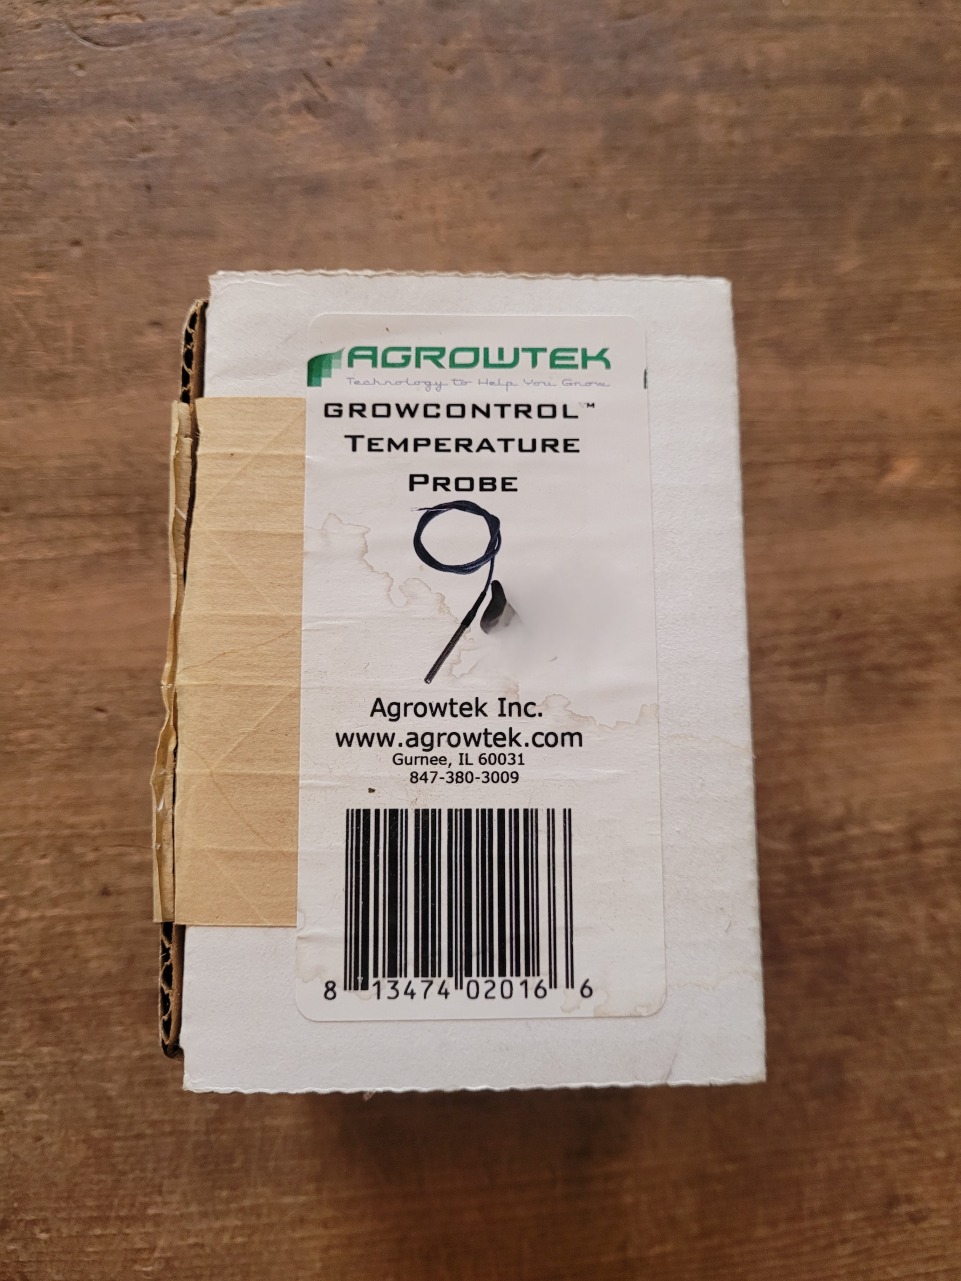 AGROWTEK
Technology to Help You Grow
GROWCONTROL™
TEMPERATURE
PROBE
Agrowtek Inc.
www.agrowtek.com
Gurnee, IL 60031
847-380-3009
8 13474 02016 6